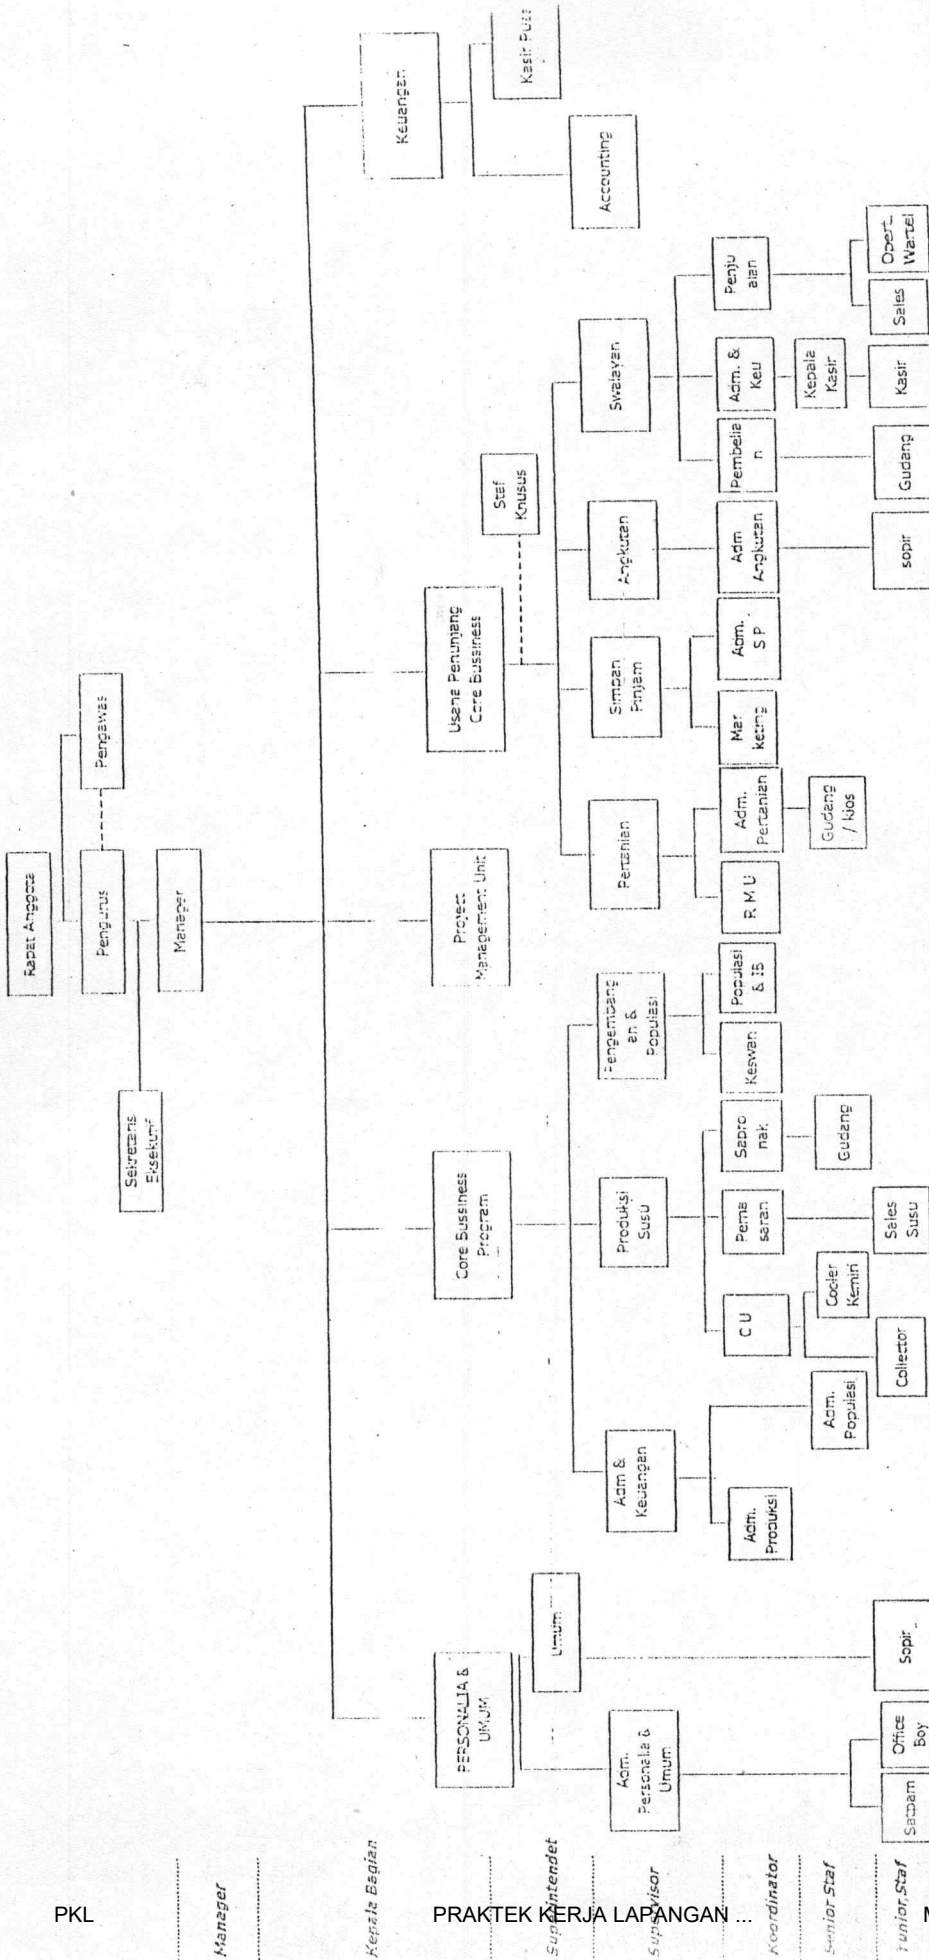 Rapat Anggota
Pengurus
Pengawas
Sekretaris
Eksekutif
Manager
Manager
Kepala Bagian
PERSONALIA &
UMUM
Core Bussiness
Program
Project
Management Unit
Usaha Penunjang
Core Bussiness
Keuangan
Superintendet
Umum
Staf
Khusus
Kasir
Supervisor
Adm.
Personalia &
Umum
Adm &
Keuangan
Produksi
Susu
Pengembang
an &
Populasi
Pertanian
Simpan
Pinjam
Angkutan
Swalayan
Accounting
Koordinator
Adm.
Produksi
C U
Pema
saran
Sapro
nak
Keswan
Populasi
& IB
R M U
Adm.
Pertanian
Mar
keting
Adm.
S P
Adm
Angkutan
Pembelia
n
Adm. &
Keu
Penju
alan
Senior Staf
Adm.
Populasi
Cooler
Kemiri
Gudang
Gudang
/ kios
Kepala
Kasir
Yunior Staf
Satpam
Office
Boy
Sopir
Collector
Sales
Susu
sopir
Gudang
Kasir
Sales
Opert.
Wartel
PKL
PRAKTEK KERJA LAPANGAN ...